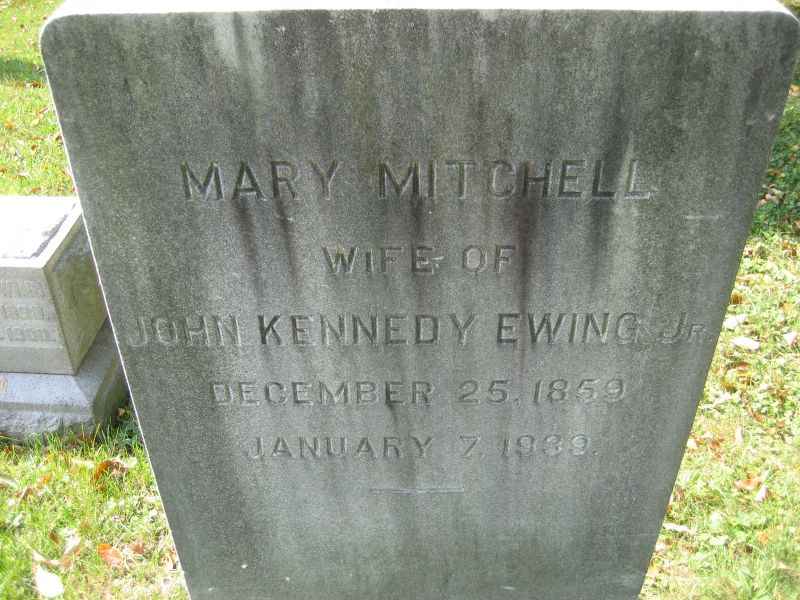 MARY MITCHELL
WIFE OF
JOHN KENNEDY EWING JR.
DECEMBER 25, 1859
JANUARY 7, 1939.